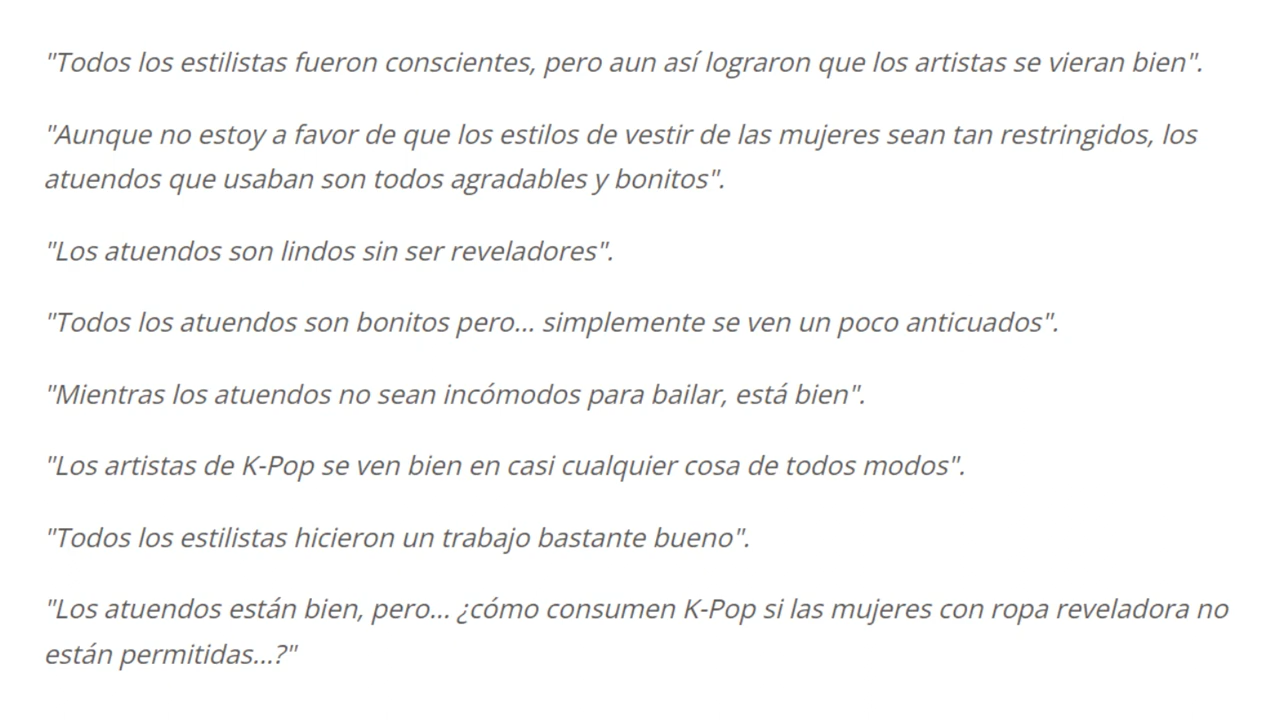 "Todos los estilistas fueron conscientes, pero aun así lograron que los artistas se vieran bien".
"Aunque no estoy a favor de que los estilos de vestir de las mujeres sean tan restringidos, los
atuendos que usaban son todos agradables y bonitos".
"Los atuendos son lindos sin ser reveladores".
"Todos los atuendos son bonitos pero... simplemente se ven un poco anticuados".
"Mientras los atuendos no sean incómodos para bailar, está bien".
"Los artistas de K-Pop se ven bien en casi cualquier cosa de todos modos".
"Todos los estilistas hicieron un trabajo bastante bueno".
"Los atuendos están bien, pero... ¿cómo consumen K-Pop si las mujeres con ropa reveladora no
están permitidas...?"